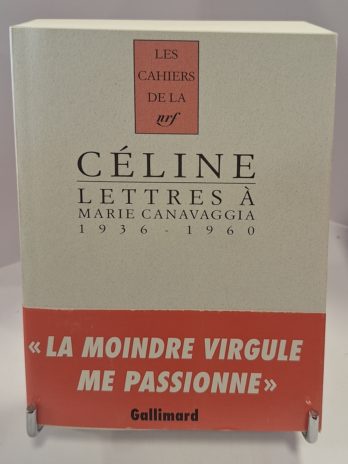 LES
CAHIERS
DE LA
nrf
CÉLINE
LETTRES À
MARIE CANAVAGGIA
1936 - 1960
« LA MOINDRE VIRGULE
ME PASSIONNE »
Gallimard